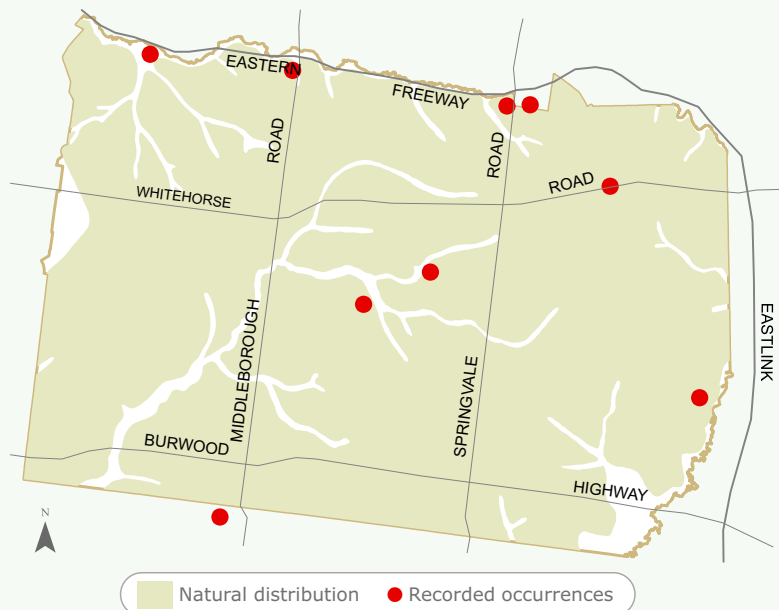 EASTERN
FREEWAY
ROAD
ROAD
ROAD
WHITEHORSE
MIDDLEBOROUGH
EASTLINK
SPRINGVALE
BURWOOD
HIGHWAY
N
Natural distribution
Recorded occurrences